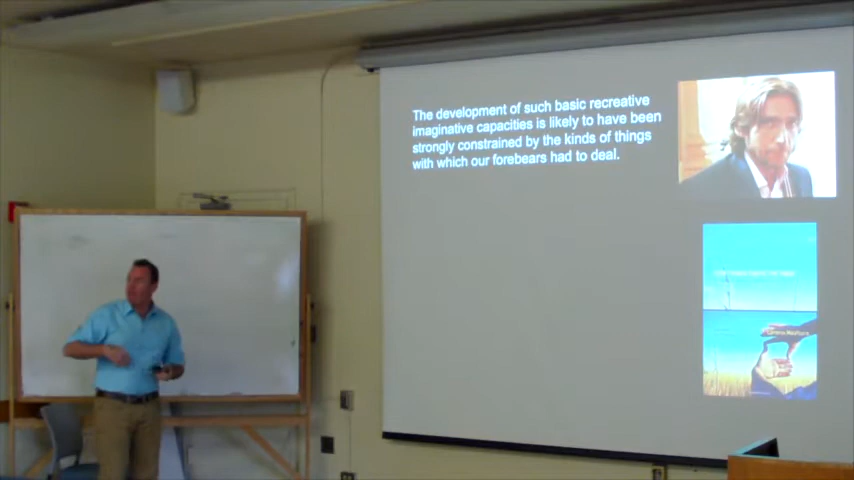 The development of such basic recreative
imaginative capacities is likely to have been
strongly constrained by the kinds of things
with which our forebears had to deal.